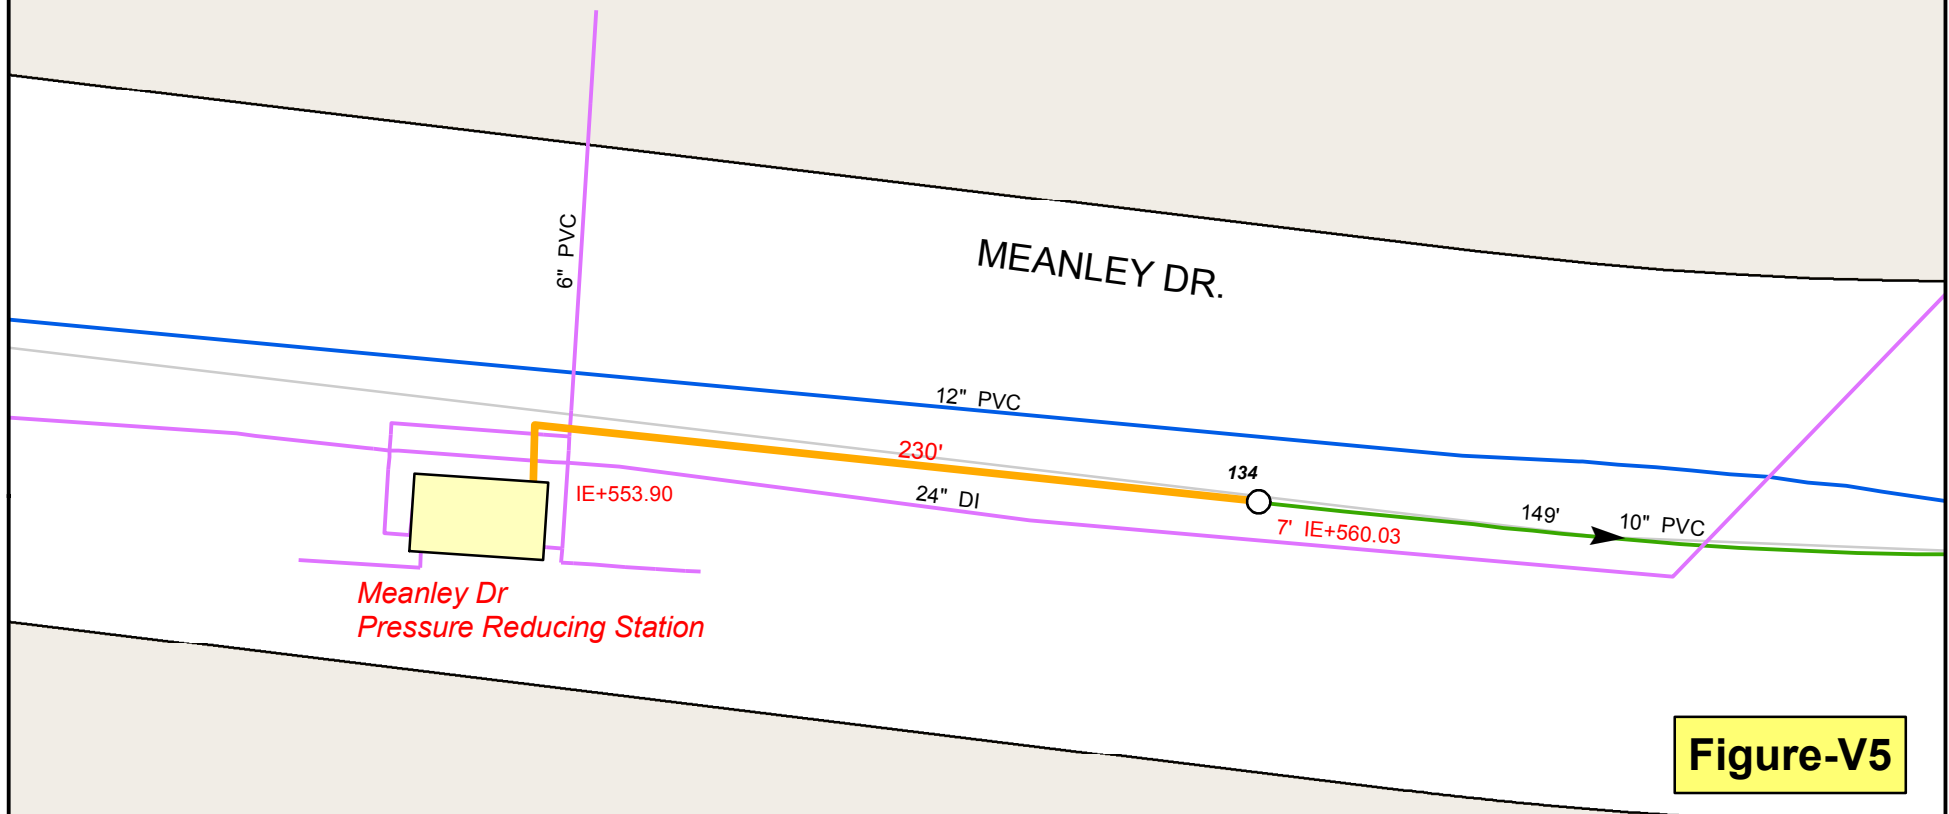 6" PVC
MEANLEY DR.
12" PVC
230'
134
IE+553.90
24" DI
7' IE+560.03
149'
10" PVC
Meanley Dr
Pressure Reducing Station
Figure-V5